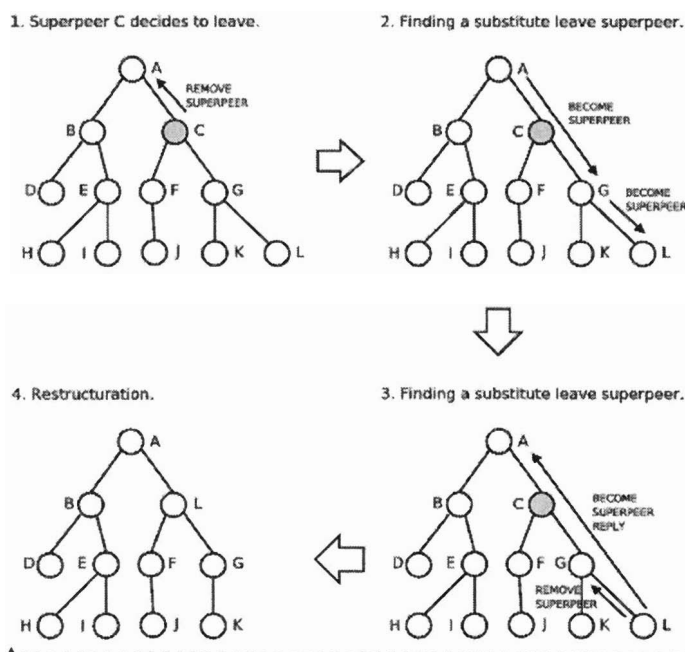 1. Superpeer C decides to leave.
2. Finding a substitute leave superpeer.
A
REMOVE
SUPERPEER
B
C
D
E
F
G
H
I
J
K
L
A
BECOME
SUPERPEER
B
C
D
E
F
G
BECOME
SUPERPEER
H
I
J
K
L
4. Restructuration.
3. Finding a substitute leave superpeer.
A
B
L
D
E
F
G
H
I
J
K
A
B
C
BECOME
SUPERPEER
REPLY
D
E
F
G
REMOVE
SUPERPEER
H
I
J
K
L